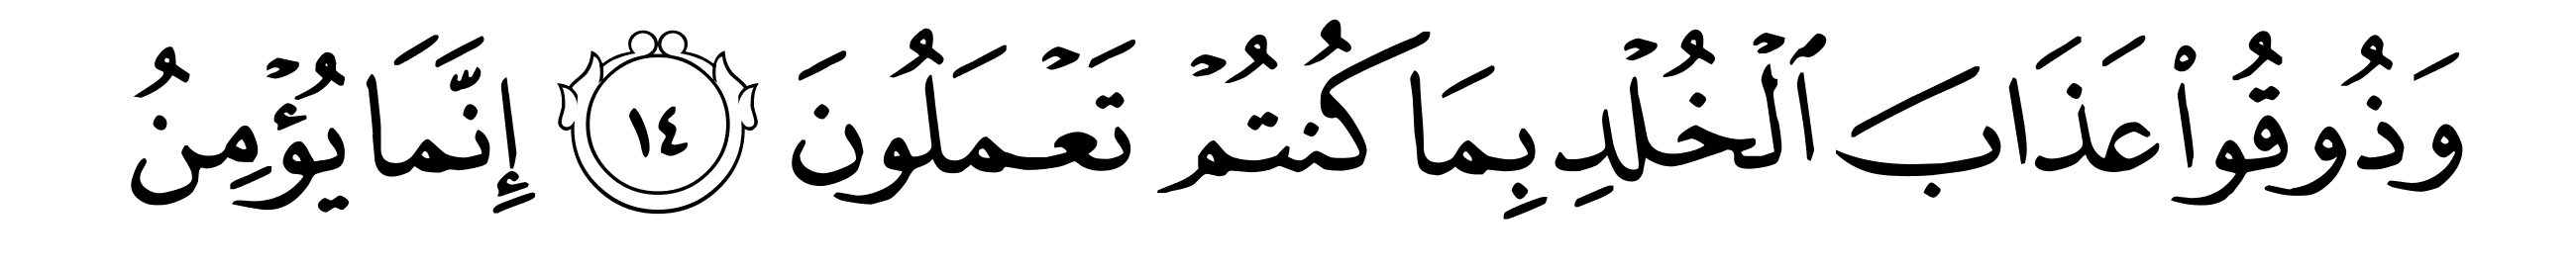 وَذُوقُوا۟ عَذَابَ ٱلْخُلْدِ بِمَا كُنتُمْ تَعْمَلُونَ ١٤ إِنَّمَا يُؤْمِنُ